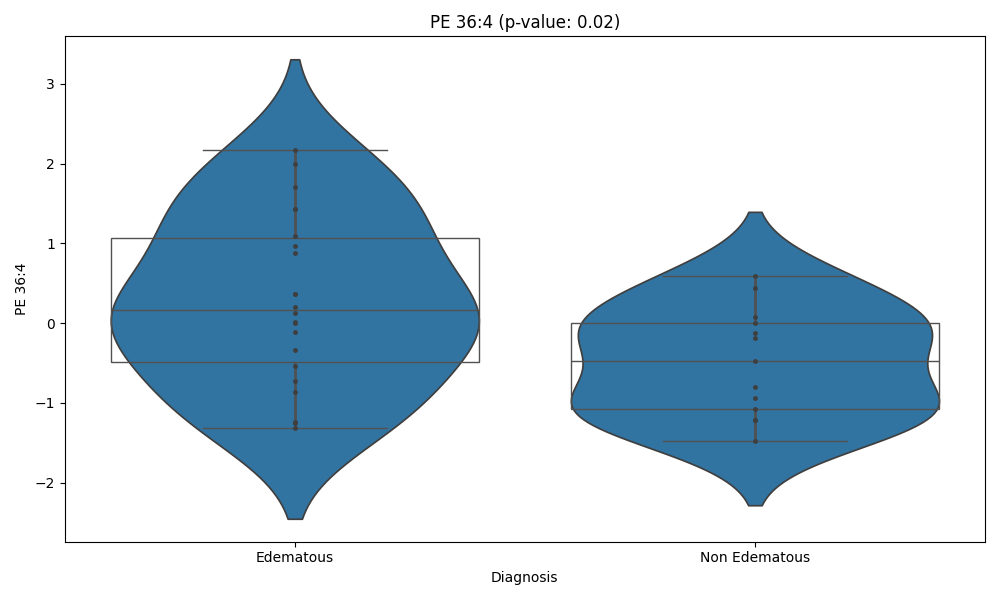 PE 36:4 (p-value: 0.02)
3
2
1
0
−1
−2
PE 36:4
Edematous
Non Edematous
Diagnosis